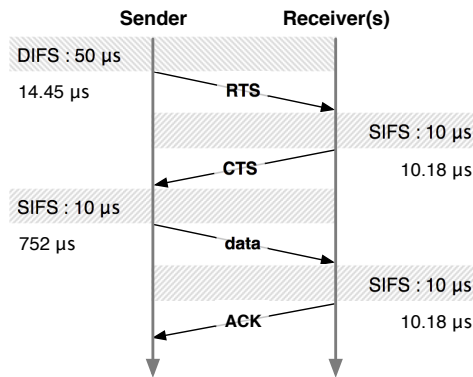 Sender Receiver(s)
DIFS : 50 µs
14.45 µs RTS
SIFS : 10 µs
CTS 10.18 µs
SIFS : 10 µs
752 µs data
SIFS : 10 µs
ACK 10.18 µs